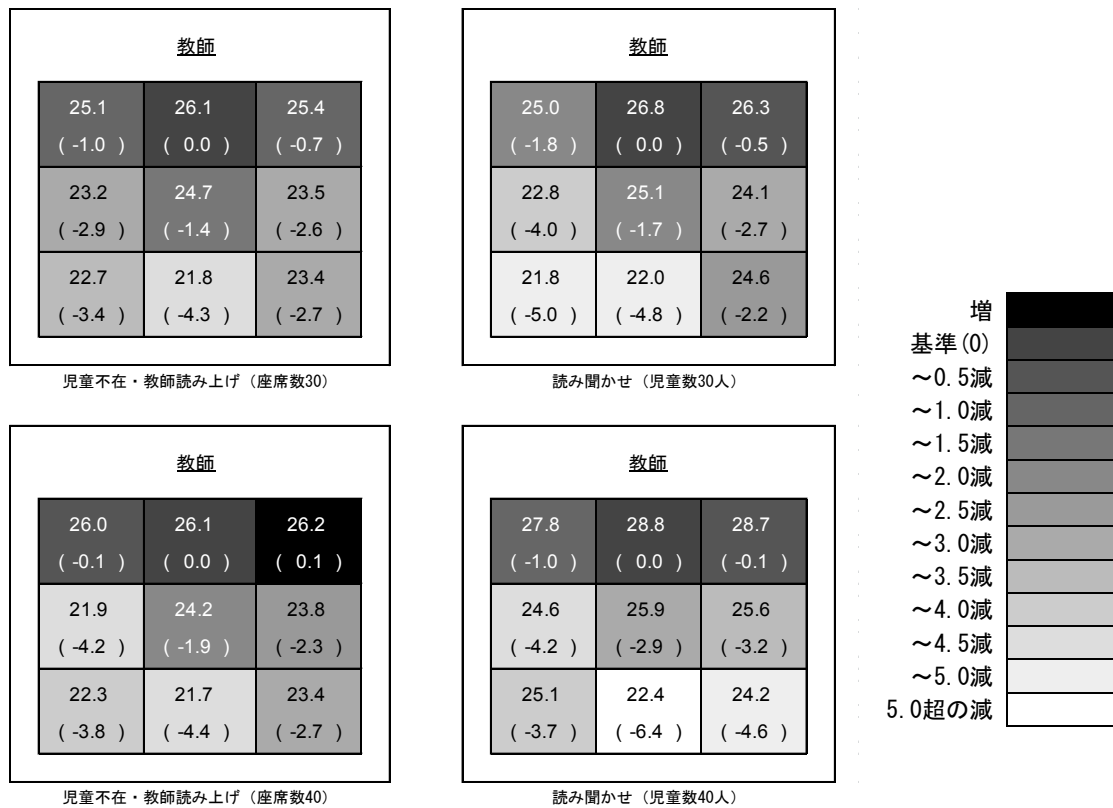 教師
25.1 26.1 25.4
( -1.0 ) ( 0.0 ) ( -0.7 )
23.2 24.7 23.5
( -2.9 ) ( -1.4 ) ( -2.6 )
22.7 21.8 23.4
( -3.4 ) ( -4.3 ) ( -2.7 )
児童不在・教師読み上げ（座席数30）
教師
25.0 26.8 26.3
( -1.8 ) ( 0.0 ) ( -0.5 )
22.8 25.1 24.1
( -4.0 ) ( -1.7 ) ( -2.7 )
21.8 22.0 24.6
( -5.0 ) ( -4.8 ) ( -2.2 )
読み聞かせ（児童数30人）
教師
26.0 26.1 26.2
( -0.1 ) ( 0.0 ) ( 0.1 )
21.9 24.2 23.8
( -4.2 ) ( -1.9 ) ( -2.3 )
22.3 21.7 23.4
( -3.8 ) ( -4.4 ) ( -2.7 )
児童不在・教師読み上げ（座席数40）
教師
27.8 28.8 28.7
( -1.0 ) ( 0.0 ) ( -0.1 )
24.6 25.9 25.6
( -4.2 ) ( -2.9 ) ( -3.2 )
25.1 22.4 24.2
( -3.7 ) ( -6.4 ) ( -4.6 )
読み聞かせ（児童数40人）
増
基準(0)
～0.5減
～1.0減
～1.5減
～2.0減
～2.5減
～3.0減
～3.5減
～4.0減
～4.5減
～5.0減
5.0超の減